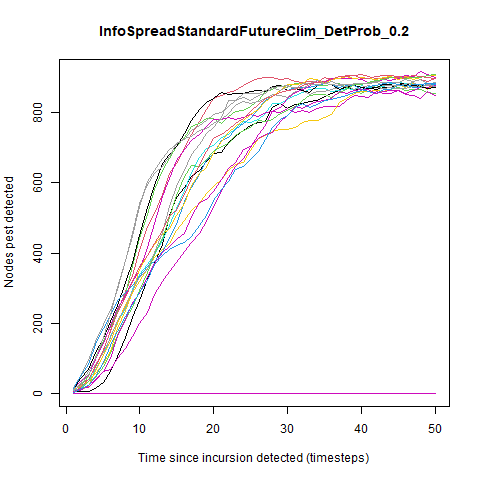 InfoSpreadStandardFutureClim_DetProb_0.2
Nodes pest detected
800
600
400
200
0
0 10 20 30 40 50
Time since incursion detected (timesteps)